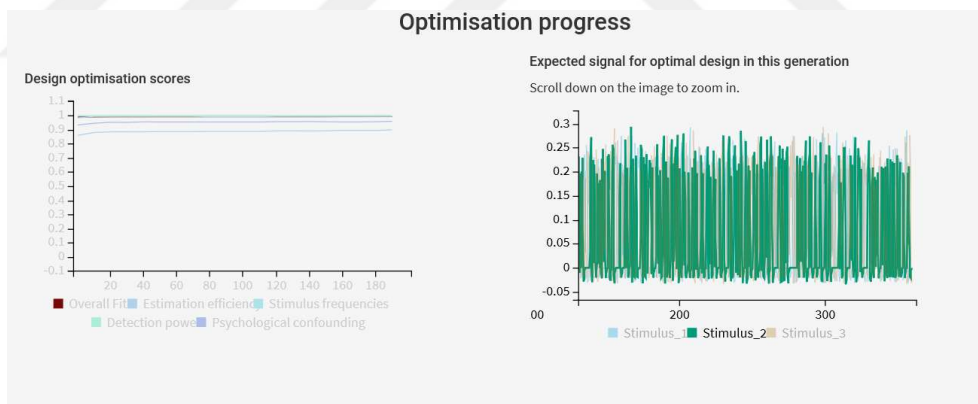 Optimisation progress
Design optimisation scores
1.1
1
0.9
0.8
0.7
0.6
0.5
0.4
0.3
0.2
0.1
0
-0.1
20 40 60 80 100 120 140 160 180
Overall Fit Estimation efficiency Stimulus frequencies
Detection power Psychological confounding
Expected signal for optimal design in this generation
Scroll down on the image to zoom in.
0.3
0.25
0.2
0.15
0.1
0.05
0
-0.05
00 200 300
Stimulus_1 Stimulus_2 Stimulus_3